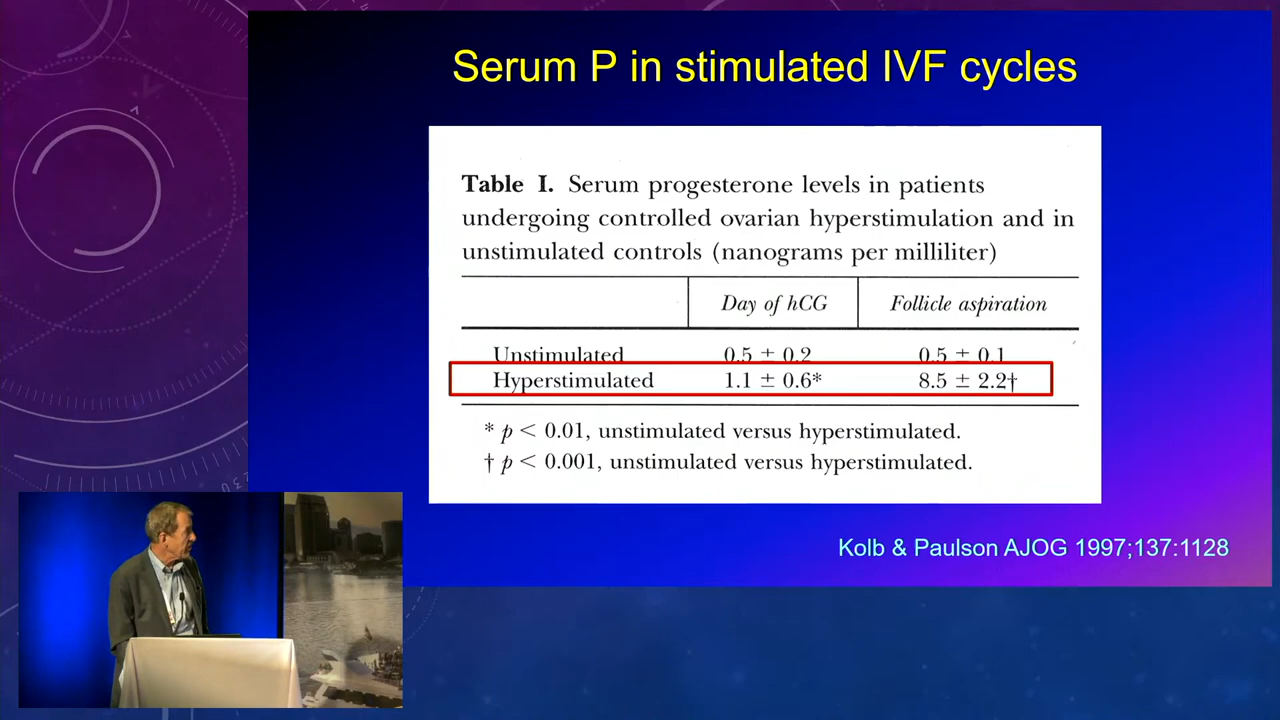 Serum P in stimulated IVF cycles
Table I. Serum progesterone levels in patients
undergoing controlled ovarian hyperstimulation and in
unstimulated controls (nanograms per milliliter)
Day of hCG Follicle aspiration
Unstimulated 0.5 ± 0.2 0.5 ± 0.1
Hyperstimulated 1.1 ± 0.6* 8.5 ± 2.2†
* p < 0.01, unstimulated versus hyperstimulated.
† p < 0.001, unstimulated versus hyperstimulated.
Kolb & Paulson AJOG 1997;137:1128